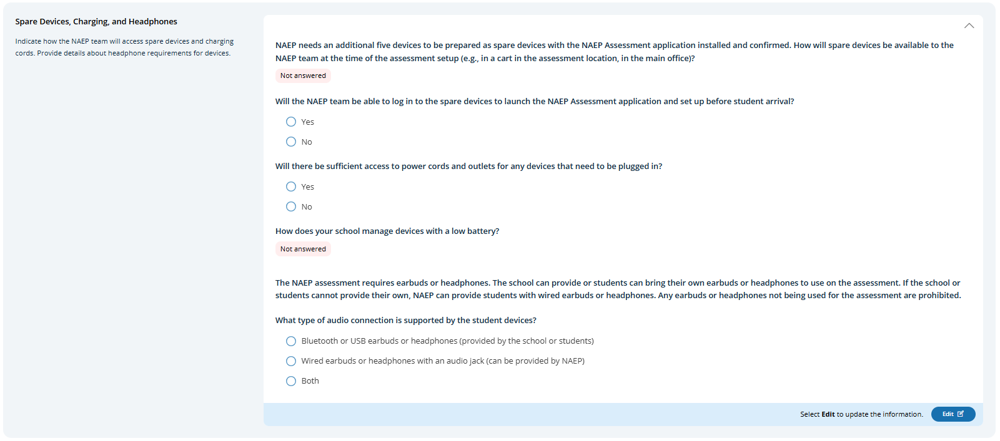 Spare Devices, Charging, and Headphones
Indicate how the NAEP team will access spare devices and charging
cords. Provide details about headphone requirements for devices.
NAEP needs an additional five devices to be prepared as spare devices with the NAEP Assessment application installed and confirmed. How will spare devices be available to the
NAEP team at the time of the assessment setup (e.g., in a cart in the assessment location, in the main office)?
Not answered
Will the NAEP team be able to log in to the spare devices to launch the NAEP Assessment application and set up before student arrival?
Yes
No
Will there be sufficient access to power cords and outlets for any devices that need to be plugged in?
Yes
No
How does your school manage devices with a low battery?
Not answered
The NAEP assessment requires earbuds or headphones. The school can provide or students can bring their own earbuds or headphones to use on the assessment. If the school or
students cannot provide their own, NAEP can provide students with wired earbuds or headphones. Any earbuds or headphones not being used for the assessment are prohibited.
What type of audio connection is supported by the student devices?
Bluetooth or USB earbuds or headphones (provided by the school or students)
Wired earbuds or headphones with an audio jack (can be provided by NAEP)
Both
Select Edit to update the information.
Edit